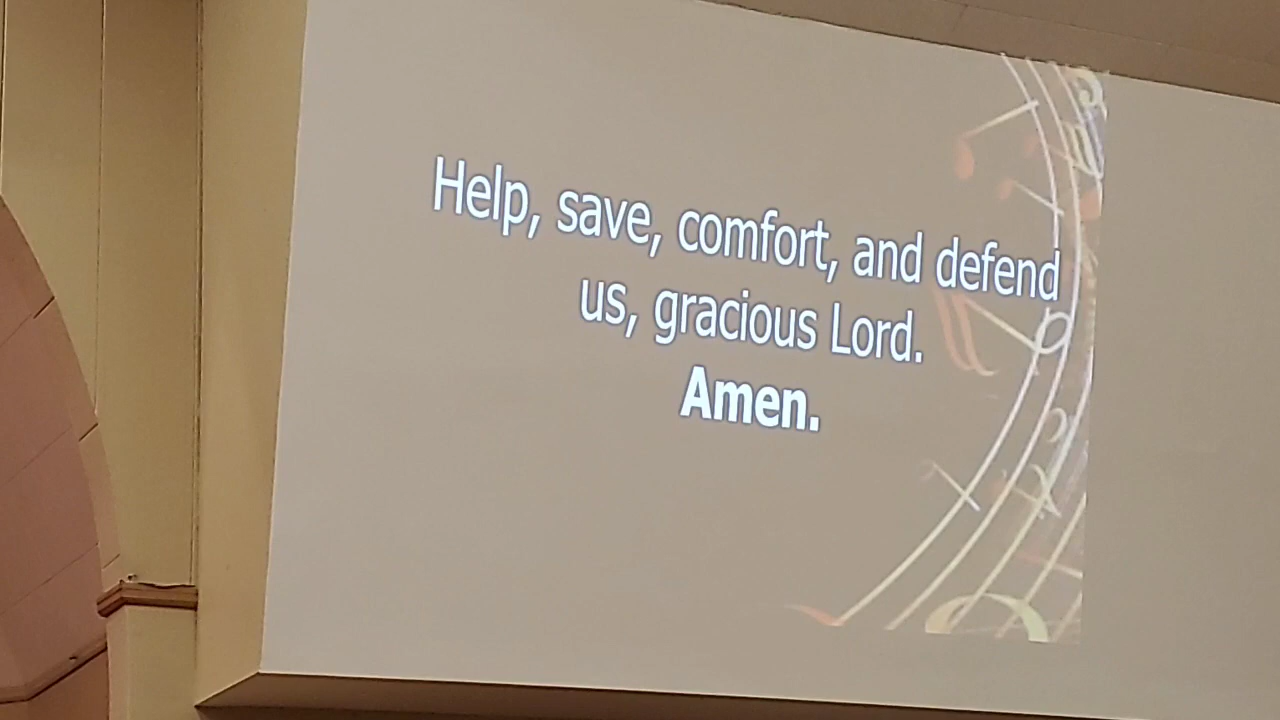 Help, save, comfort, and defend
us, gracious Lord.
Amen.